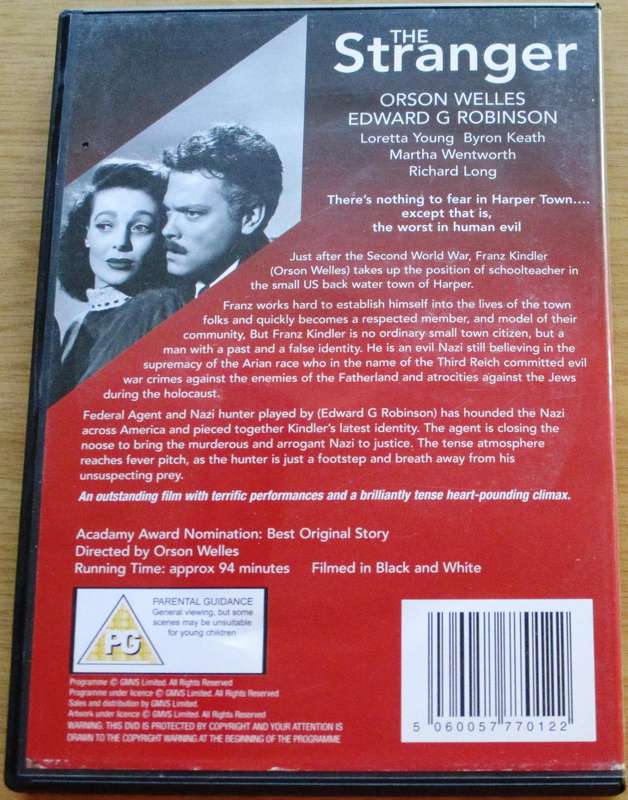 THE
Stranger
ORSON WELLES
EDWARD G ROBINSON
Loretta Young Byron Keath
Martha Wentworth
Richard Long
There's nothing to fear in Harper Town....
except that is,
the worst in human evil
Just after the Second World War, Franz Kindler
(Orson Welles) takes up the position of schoolteacher in
the small US back water town of Harper.
Franz works hard to establish himself into the lives of the town
folks and quickly becomes a respected member, and model of their
community, But Franz Kindler is no ordinary small town citizen, but a
man with a past and a false identity. He is an evil Nazi still believing in the
supremacy of the Arian race who in the name of the Third Reich committed evil
war crimes against the enemies of the Fatherland and atrocities against the Jews
during the holocaust.
Federal Agent and Nazi hunter played by (Edward G Robinson) has hounded the Nazi
across America and pieced together Kindler's latest identity. The agent is closing the
noose to bring the murderous and arrogant Nazi to justice. The tense atmosphere
reaches fever pitch, as the hunter is just a footstep and breath away from his
unsuspecting prey.
An outstanding film with terrific performances and a brilliantly tense heart-pounding climax.
Acadamy Award Nomination: Best Original Story
Directed by Orson Welles
Running Time: approx 94 minutes Filmed in Black and White
PG
PARENTAL GUIDANCE
General viewing, but some
scenes may be unsuitable
for young children
Programme © GMVS Limited. All Rights Reserved
Programme under licence © GMVS Limited. All Rights Reserved
Sales and distribution by GMVS Limited.
Artwork under licence © GMVS Limited. All Rights Reserved
WARNING: THIS DVD IS PROTECTED BY COPYRIGHT AND YOUR ATTENTION IS
DRAWN TO THE COPYRIGHT WARNING AT THE BEGINNING OF THE PROGRAMME
5 060057 770122